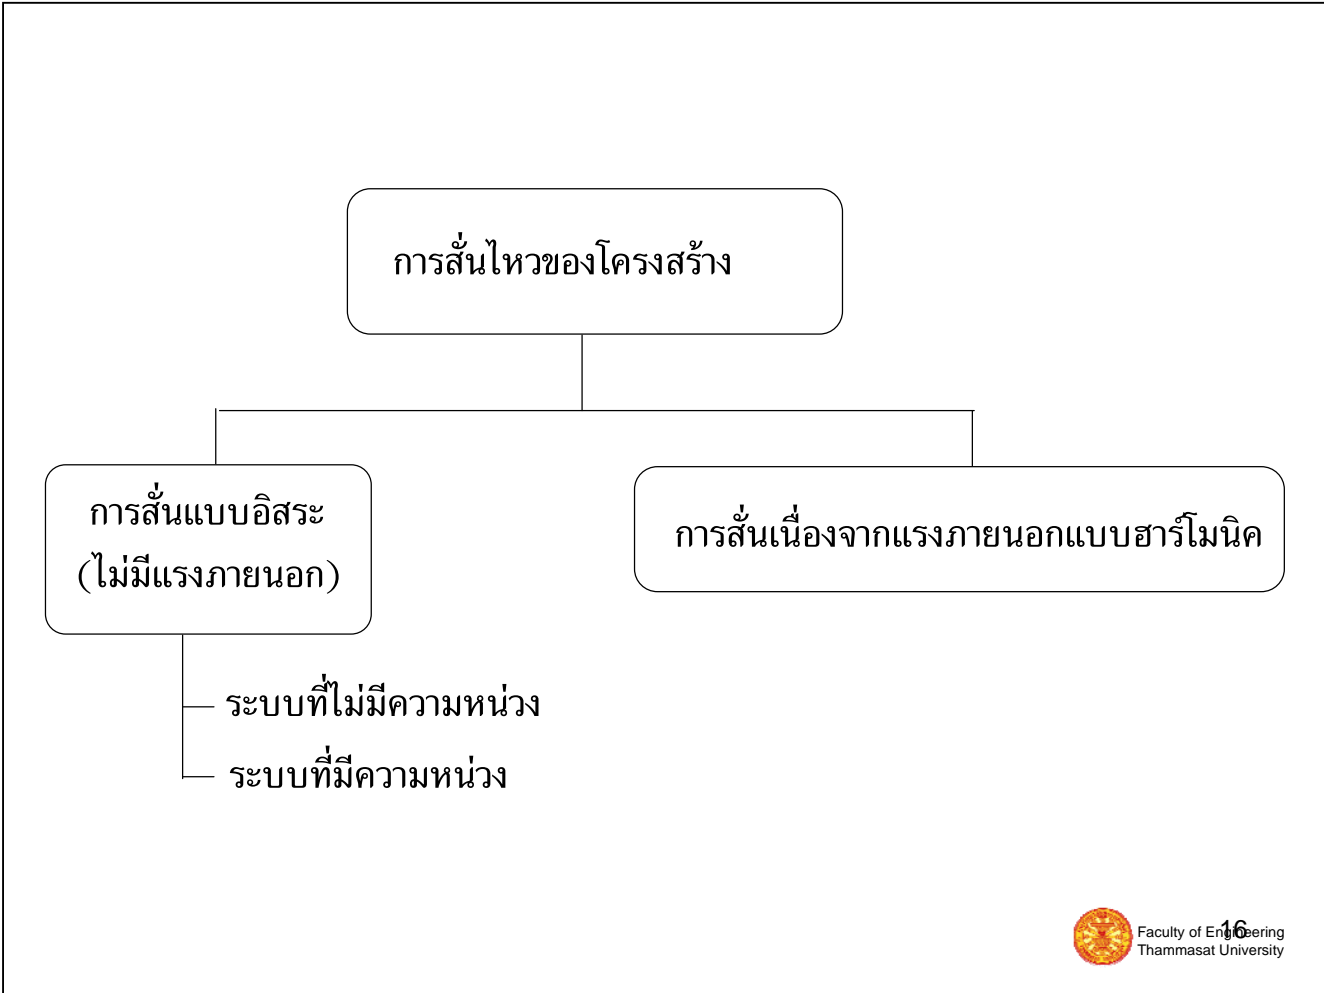 การสั่นไหวของโครงสร้าง
การสั่นแบบอิสระ
(ไม่มีแรงภายนอก)
การสั่นเนื่องจากแรงภายนอกแบบฮาร์โมนิค
ระบบที่ไม่มีความหน่วง
ระบบที่มีความหน่วง
Faculty of Engineering
Thammasat University
16